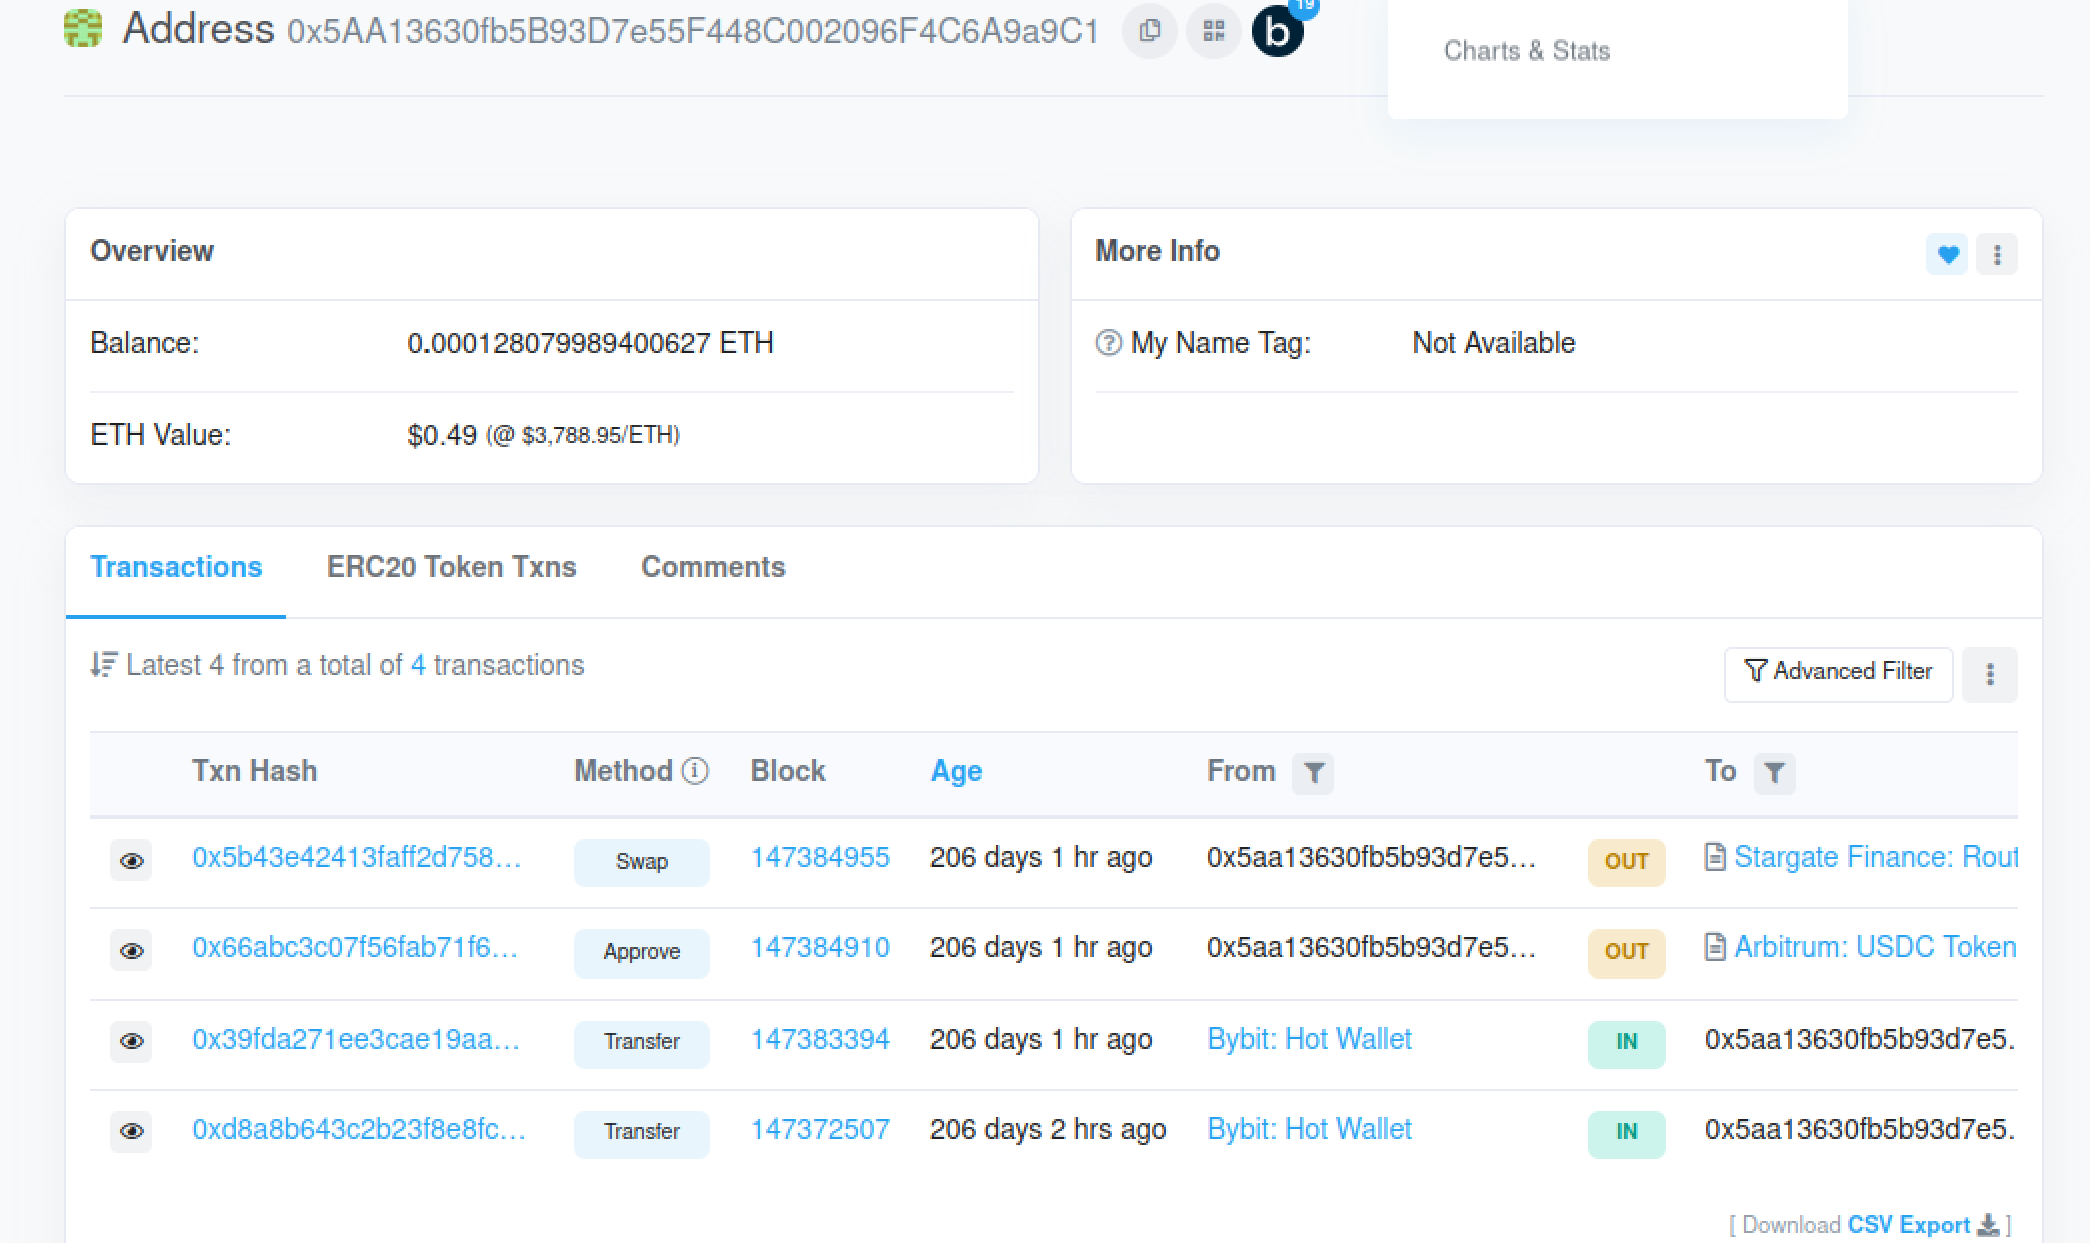 Address 0x5AA13630fb5B93D7e55F448C002096F4C6A9a9C1 b 19
Charts & Stats
Overview
Balance: 0.000128079989400627 ETH
ETH Value: $0.49 (@ $3,788.95/ETH)
More Info
My Name Tag: Not Available
Transactions ERC20 Token Txns Comments
Latest 4 from a total of 4 transactions
Advanced Filter
Txn Hash Method Block Age From To
0x5b43e42413faff2d758... Swap 147384955 206 days 1 hr ago 0x5aa13630fb5b93d7e5... OUT Stargate Finance: Rout
0x66abc3c07f56fab71f6... Approve 147384910 206 days 1 hr ago 0x5aa13630fb5b93d7e5... OUT Arbitrum: USDC Token
0x39fda271ee3cae19aa... Transfer 147383394 206 days 1 hr ago Bybit: Hot Wallet IN 0x5aa13630fb5b93d7e5.
0xd8a8b643c2b23f8e8fc... Transfer 147372507 206 days 2 hrs ago Bybit: Hot Wallet IN 0x5aa13630fb5b93d7e5.
[ Download CSV Export ]